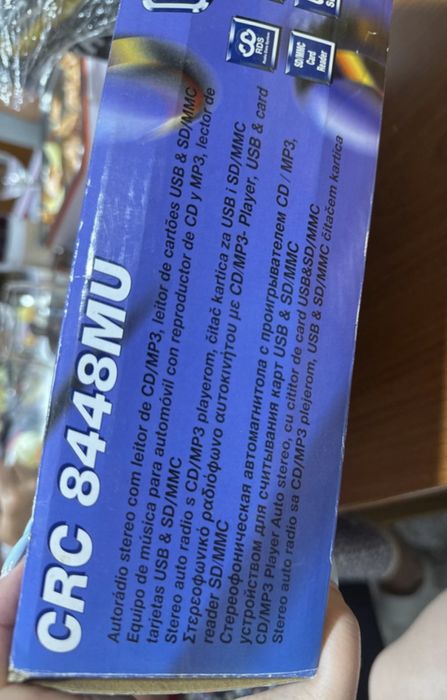 RDS
SD/MMC
Card
Reader
CRC 8448MU
Autorádio stereo com leitor de CD/MP3, leitor de cartões USB & SD/MMC
Equipo de música para automóvil con reproductor de CD y MP3, lector de
tarjetas USB & SD/MMC
Stereo auto radio s CD/MP3 playerom, čitač kartica za USB i SD/MMC
Στερεοφωνικό ραδιόφωνο αυτοκινήτου με CD/MP3- Player, USB & card
reader SD/MMC
Стереофоническая автомагнитола с проигрывателем CD / MP3,
устройством для считывания карт USB & SD/MMC
CD/MP3 Player Auto stereo, cu cititor de card USB&SD/MMC
Stereo auto radio sa CD/MP3 plejerom, USB & SD/MMC čitačem kartica